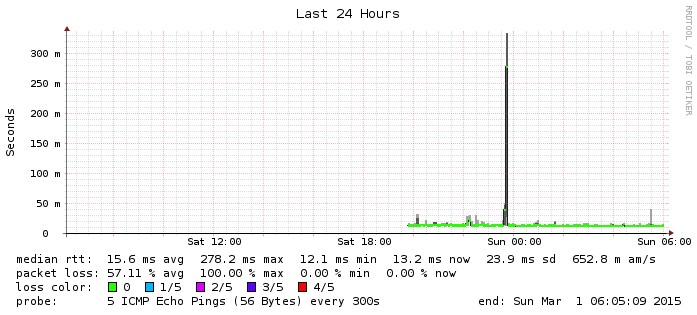 Last 24 Hours
RRDTOOL / TOBI OETIKER
Seconds
300 m
250 m
200 m
150 m
100 m
50 m
0
Sat 12:00 Sat 18:00 Sun 00:00 Sun 06:00
median rtt: 15.6 ms avg 278.2 ms max 12.1 ms min 13.2 ms now 23.9 ms sd 652.8 m am/s
packet loss: 57.11 % avg 100.00 % max 0.00 % min 0.00 % now
loss color: 0 1/5 2/5 3/5 4/5
probe: 5 ICMP Echo Pings (56 Bytes) every 300s end: Sun Mar 1 06:05:09 2015